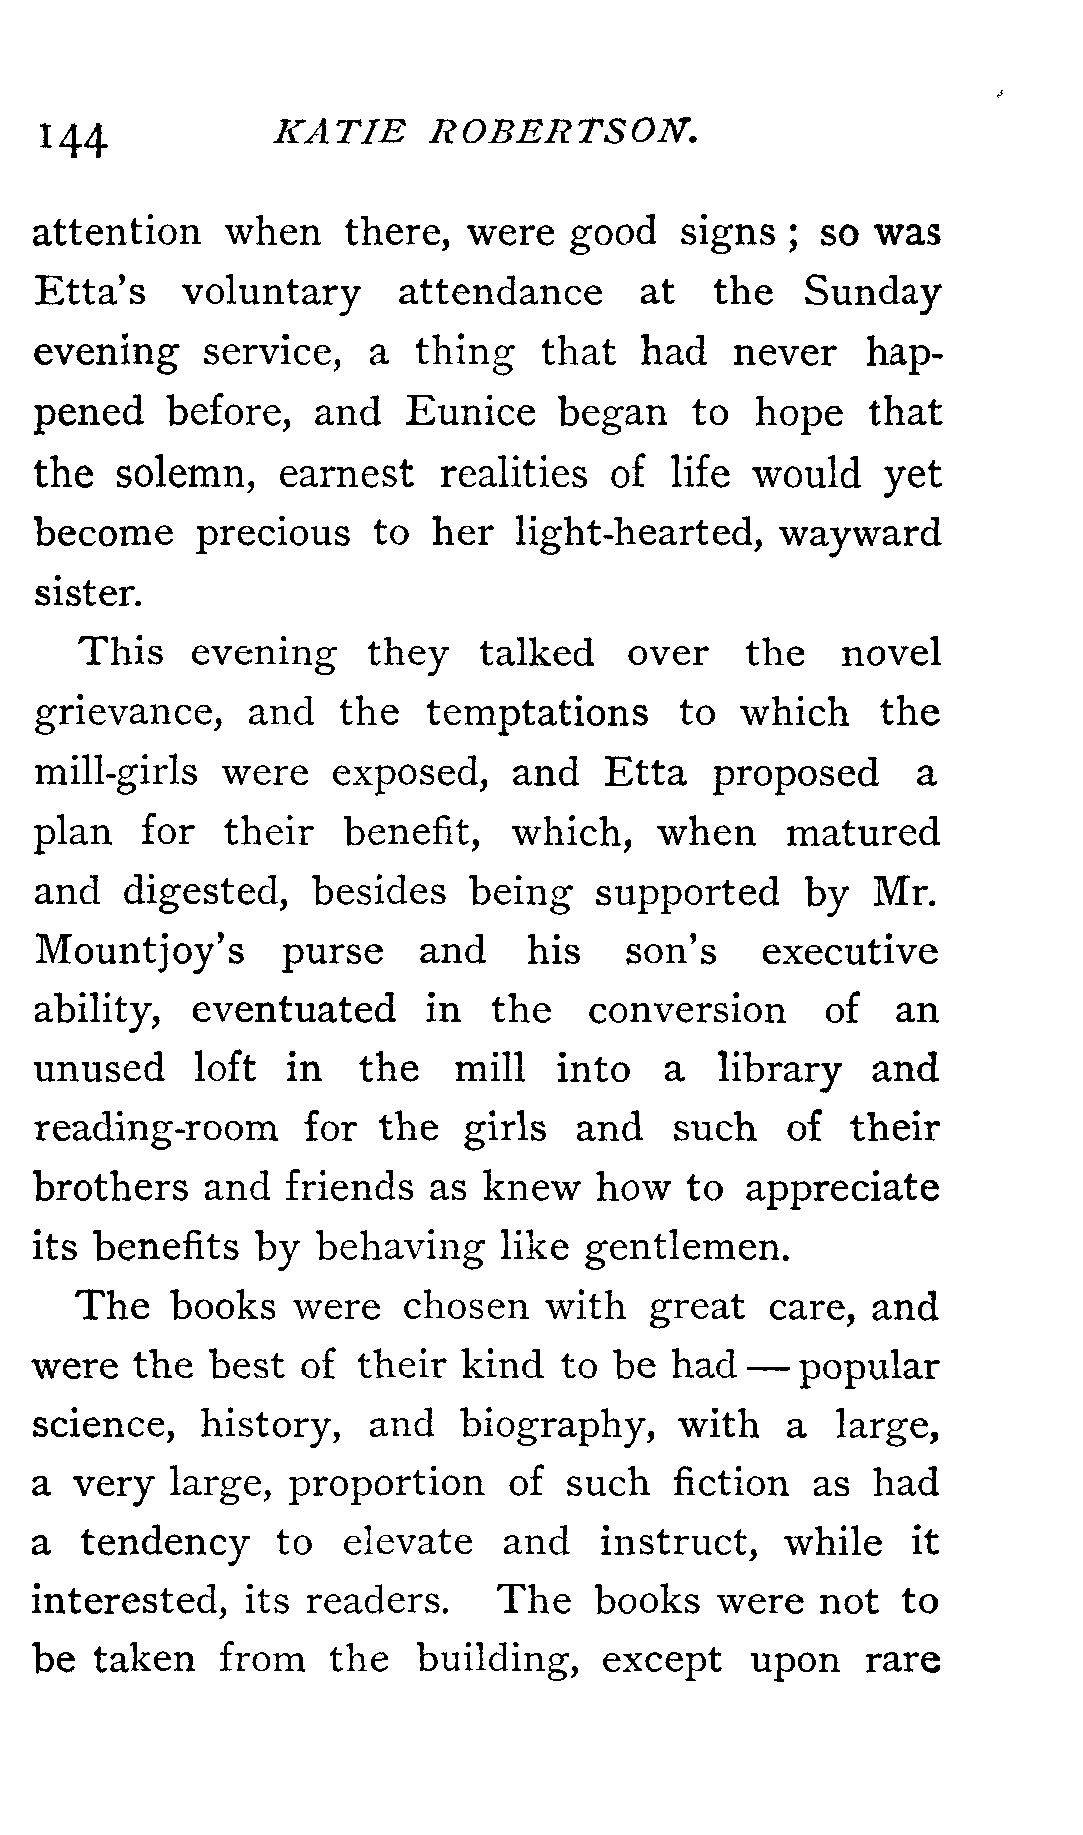 144 KATIE ROBERTSON.
attention when there, were good signs ; so was
Etta's voluntary attendance at the Sunday
evening service, a thing that had never hap-
pened before, and Eunice began to hope that
the solemn, earnest realities of life would yet
become precious to her light-hearted, wayward
sister.
This evening they talked over the novel
grievance, and the temptations to which the
mill-girls were exposed, and Etta proposed a
plan for their benefit, which, when matured
and digested, besides being supported by Mr.
Mountjoy's purse and his son's executive
ability, eventuated in the conversion of an
unused loft in the mill into a library and
reading-room for the girls and such of their
brothers and friends as knew how to appreciate
its benefits by behaving like gentlemen.
The books were chosen with great care, and
were the best of their kind to be had — popular
science, history, and biography, with a large,
a very large, proportion of such fiction as had
a tendency to elevate and instruct, while it
interested, its readers. The books were not to
be taken from the building, except upon rare